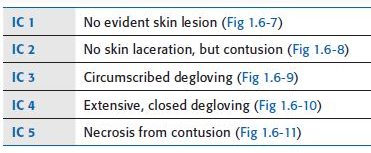 IC 1 No evident skin lesion (Fig 1.6-7)
IC 2 No skin laceration, but contusion (Fig 1.6-8)
IC 3 Circumscribed degloving (Fig 1.6-9)
IC 4 Extensive, closed degloving (Fig 1.6-10)
IC 5 Necrosis from contusion (Fig 1.6-11)